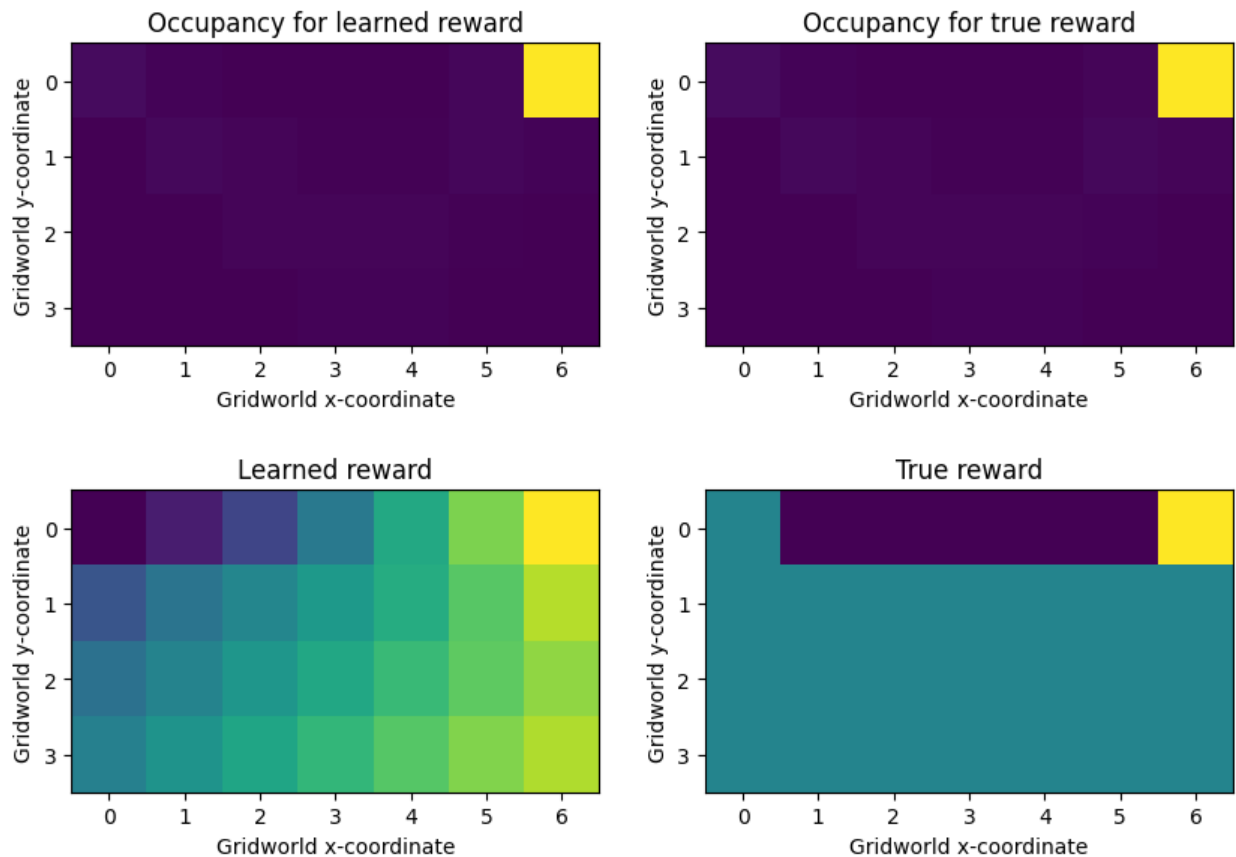 Occupancy for learned reward
Gridworld y-coordinate
0
1
2
3
0 1 2 3 4 5 6
Gridworld x-coordinate
Occupancy for true reward
Gridworld y-coordinate
0
1
2
3
0 1 2 3 4 5 6
Gridworld x-coordinate
Learned reward
Gridworld y-coordinate
0
1
2
3
0 1 2 3 4 5 6
Gridworld x-coordinate
True reward
Gridworld y-coordinate
0
1
2
3
0 1 2 3 4 5 6
Gridworld x-coordinate